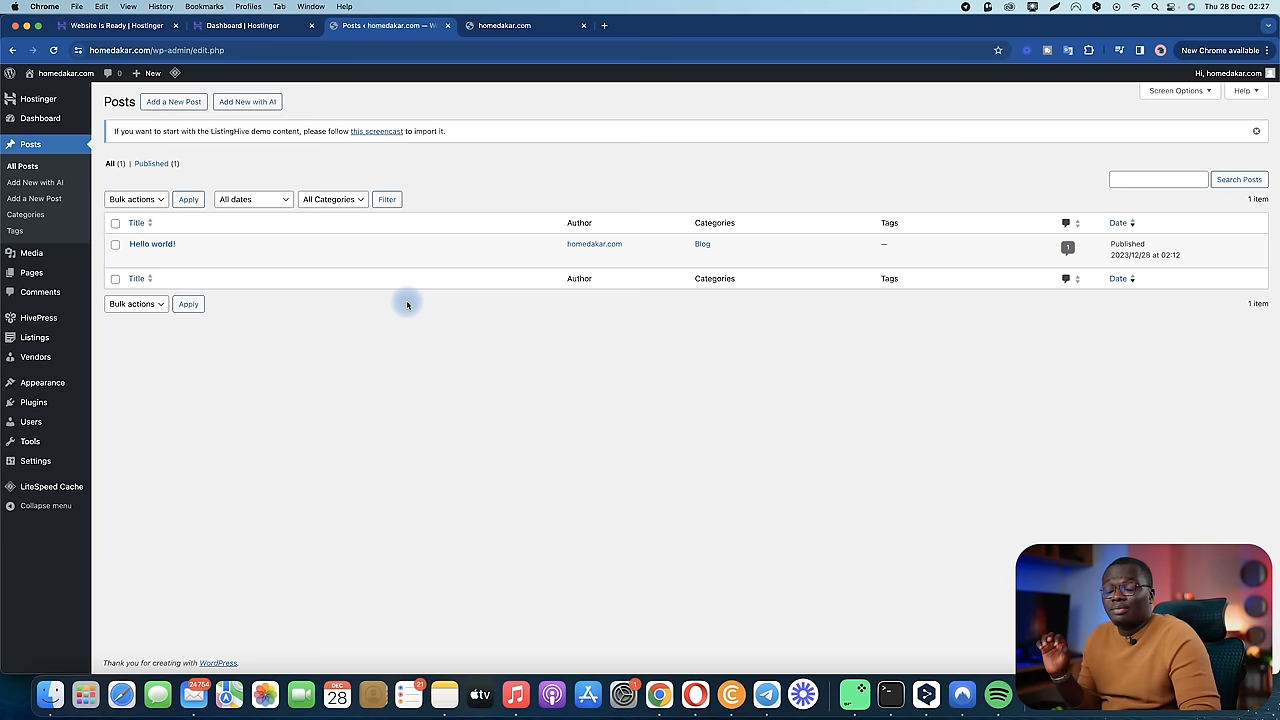 Chrome File Edit View History Bookmarks Profiles Tab Window Help Thu 28 Dec 02:27
Website Is Ready | Hostinger
Dashboard | Hostinger
Posts ‹ homedakar.com — W
homedakar.com
homedakar.com/wp-admin/edit.php
New Chrome available
homedakar.com 0 + New
Hi, homedakar.com
Hostinger
Dashboard
Posts
All Posts
Add New with AI
Add a New Post
Categories
Tags
Media
Pages
Comments
HivePress
Listings
Vendors
Appearance
Plugins
Users
Tools
Settings
LiteSpeed Cache
Collapse menu
Posts Add a New Post Add New with AI
Screen Options Help
If you want to start with the ListingHive demo content, please follow this screencast to import it.
All (1) | Published (1)
Search Posts
Bulk actions Apply All dates All Categories Filter 1 item
Title Author Categories Tags Date
Hello world! homedakar.com Blog — 1 Published
2023/12/28 at 02:12
Title Author Categories Tags Date
Bulk actions Apply 1 item
Thank you for creating with WordPress.
24754
DEC
28
21
tv
1